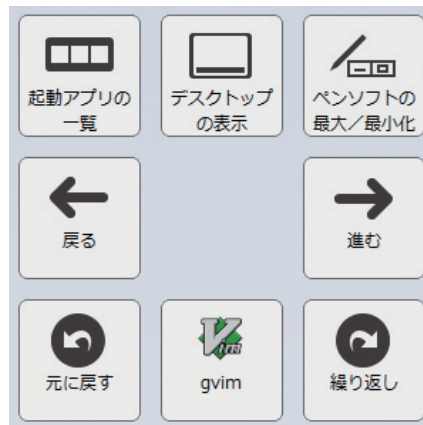 起動アプリの
一覧
デスクトップ
の表示
ペンソフトの
最大／最小化
戻る
進む
Vim
元に戻す
gvim
繰り返し